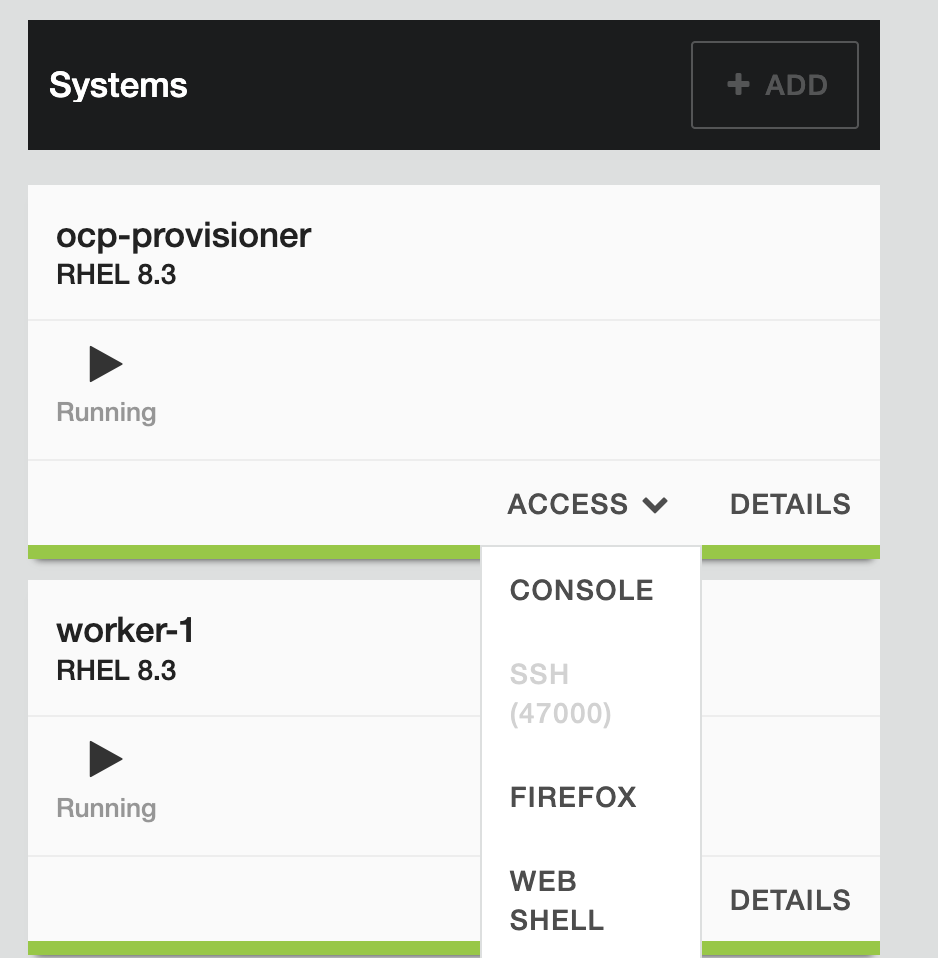 Systems
+ ADD
ocp-provisioner
RHEL 8.3
Running
ACCESS
DETAILS
CONSOLE
SSH
(47000)
FIREFOX
WEB
SHELL
worker-1
RHEL 8.3
Running
DETAILS